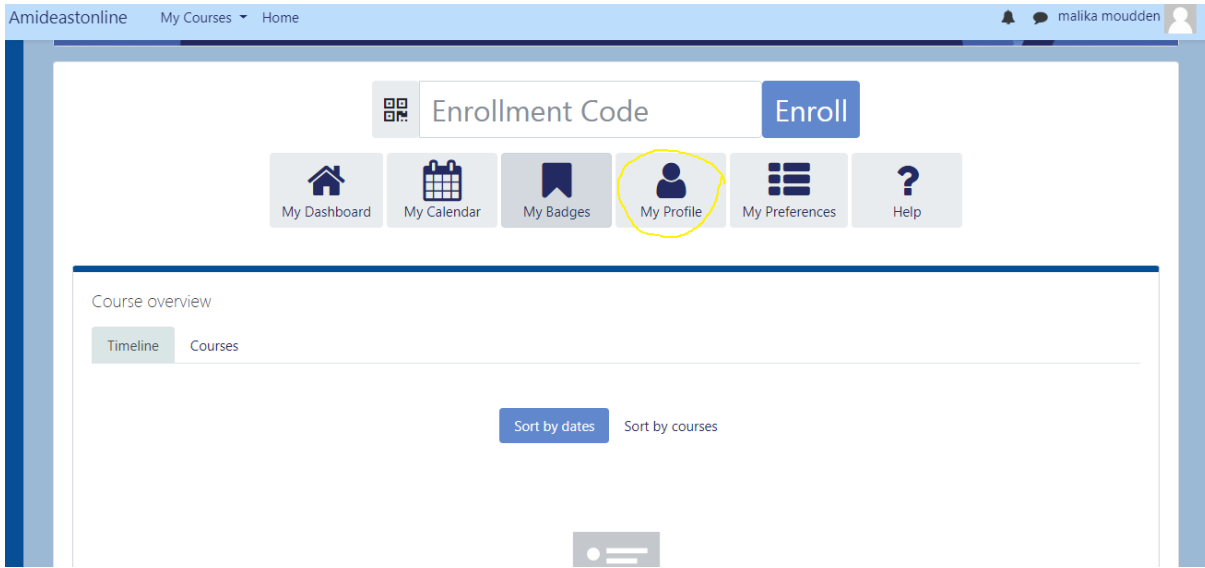 Amideastonline My Courses Home malika moudden
Enrollment Code Enroll
My Dashboard My Calendar My Badges My Profile My Preferences Help
Course overview
Timeline Courses
Sort by dates Sort by courses